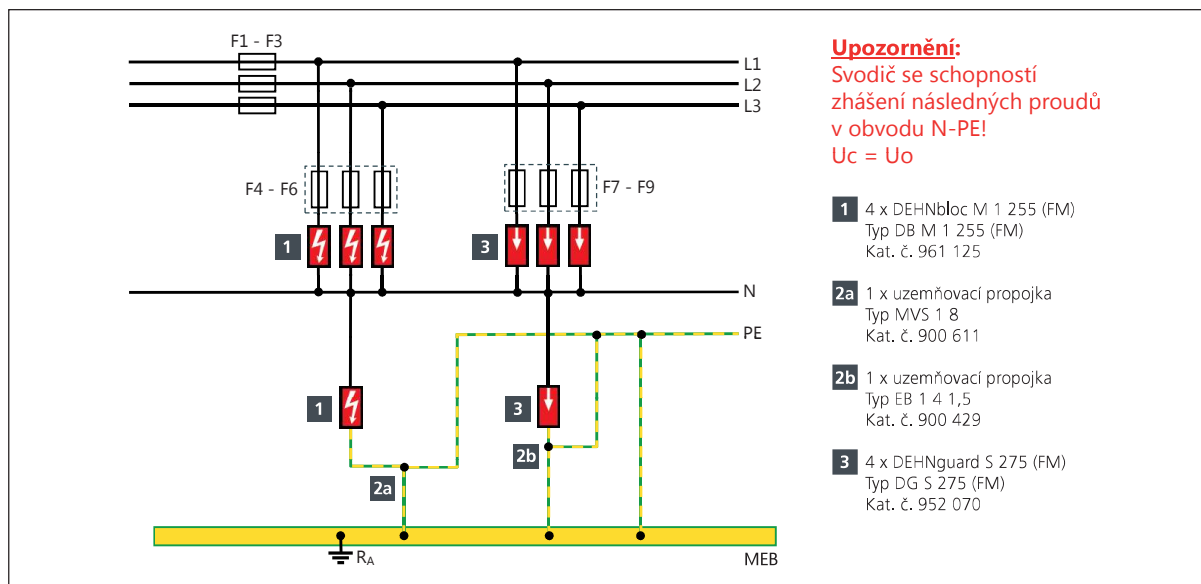 F1 - F3
L1
L2
L3
F4 - F6
F7 - F9
1
3
N
PE
1
3
2b
2a
RA
MEB
Upozornění:
Svodič se schopností
zhášení následných proudů
v obvodu N-PE!
Uc = Uo
1 4 x DEHNbloc M 1 255 (FM)
Typ DB M 1 255 (FM)
Kat. č. 961 125
2a 1 x uzemňovací propojka
Typ MVS 1 8
Kat. č. 900 611
2b 1 x uzemňovací propojka
Typ EB 1 4 1,5
Kat. č. 900 429
3 4 x DEHNguard S 275 (FM)
Typ DG S 275 (FM)
Kat. č. 952 070